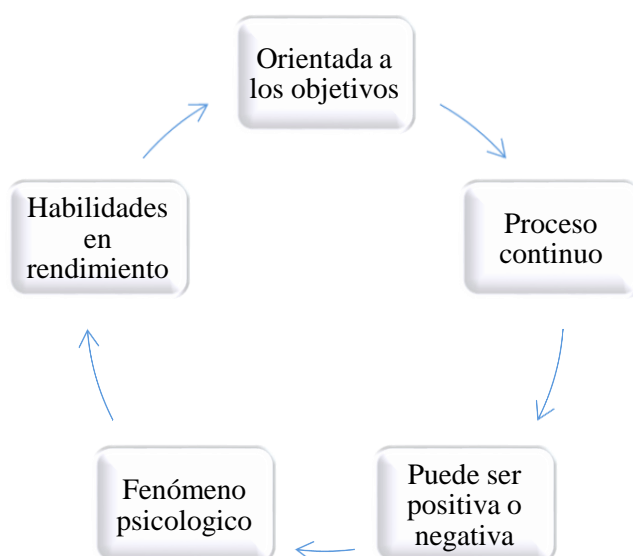 Orientada a
los objetivos
Proceso
continuo
Puede ser
positiva o
negativa
Fenómeno
psicologico
Habilidades
en
rendimiento